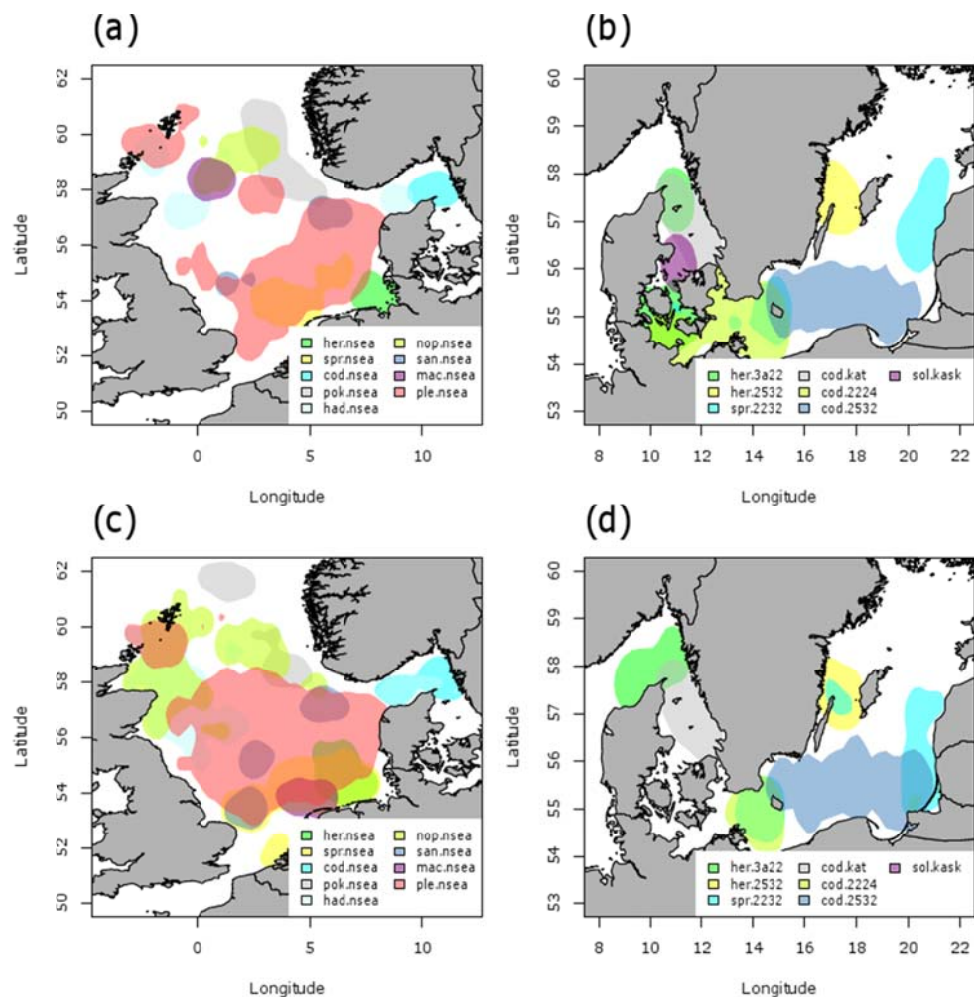 (a)
(b)
62
60
58
56
54
52
50
Latitude
0
5
10
Longitude
her.nsea
spr.nsea
cod.nsea
pok.nsea
had.nsea
nop.nsea
san.nsea
mac.nsea
ple.nsea
60
59
58
57
56
55
54
53
Latitude
8
10
12
14
16
18
20
22
Longitude
her.3a22
her.2532
spr.2232
cod.kat
cod.2224
cod.2532
sol.kask
(c)
(d)
62
60
58
56
54
52
50
Latitude
0
5
10
Longitude
her.nsea
spr.nsea
cod.nsea
pok.nsea
had.nsea
nop.nsea
san.nsea
mac.nsea
ple.nsea
60
59
58
57
56
55
54
53
Latitude
8
10
12
14
16
18
20
22
Longitude
her.3a22
her.2532
spr.2232
cod.kat
cod.2224
cod.2532
sol.kask